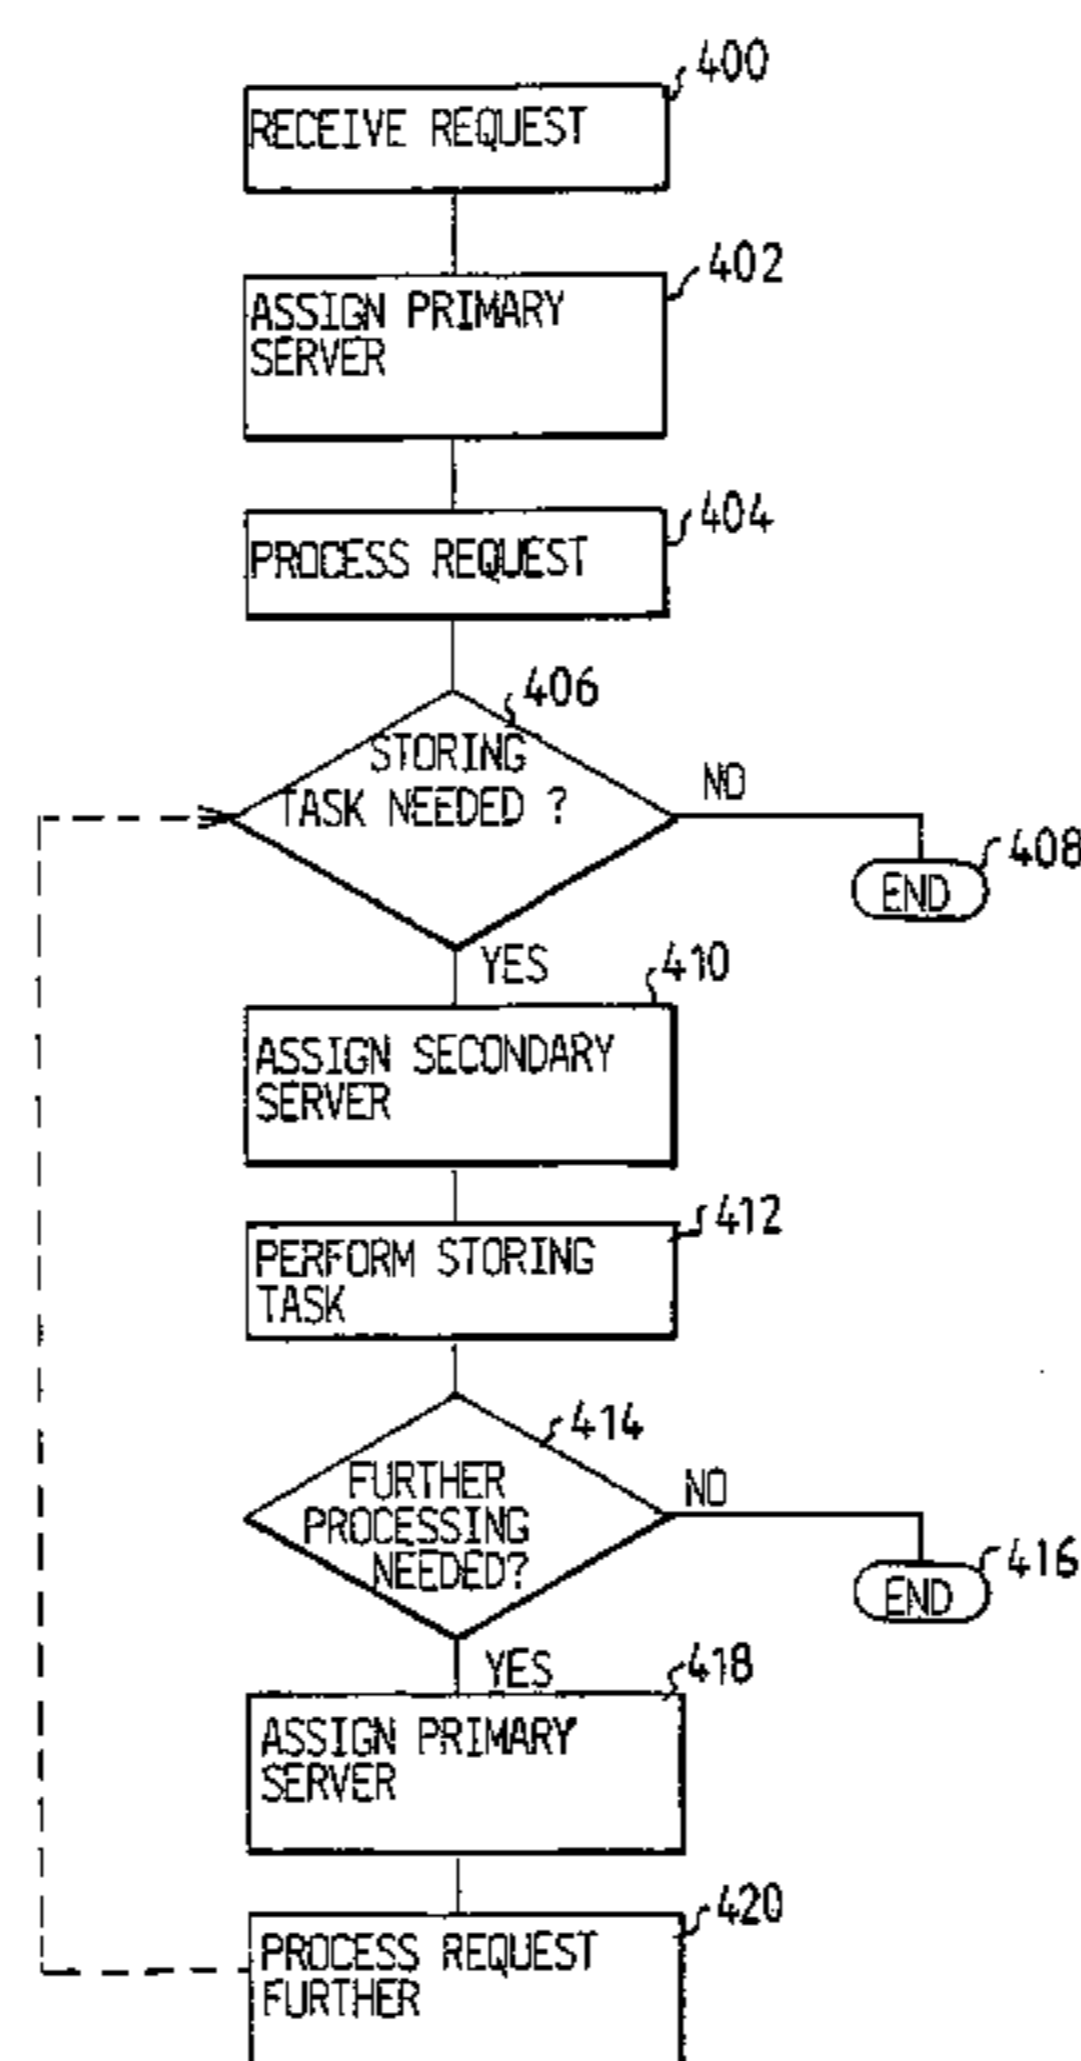 400
RECEIVE REQUEST
402
ASSIGN PRIMARY
SERVER
404
PROCESS REQUEST
406
STORING
TASK NEEDED ?
NO
408
END
YES
410
ASSIGN SECONDARY
SERVER
412
PERFORM STORING
TASK
414
FURTHER
PROCESSING
NEEDED?
NO
416
END
YES
418
ASSIGN PRIMARY
SERVER
420
PROCESS REQUEST
FURTHER